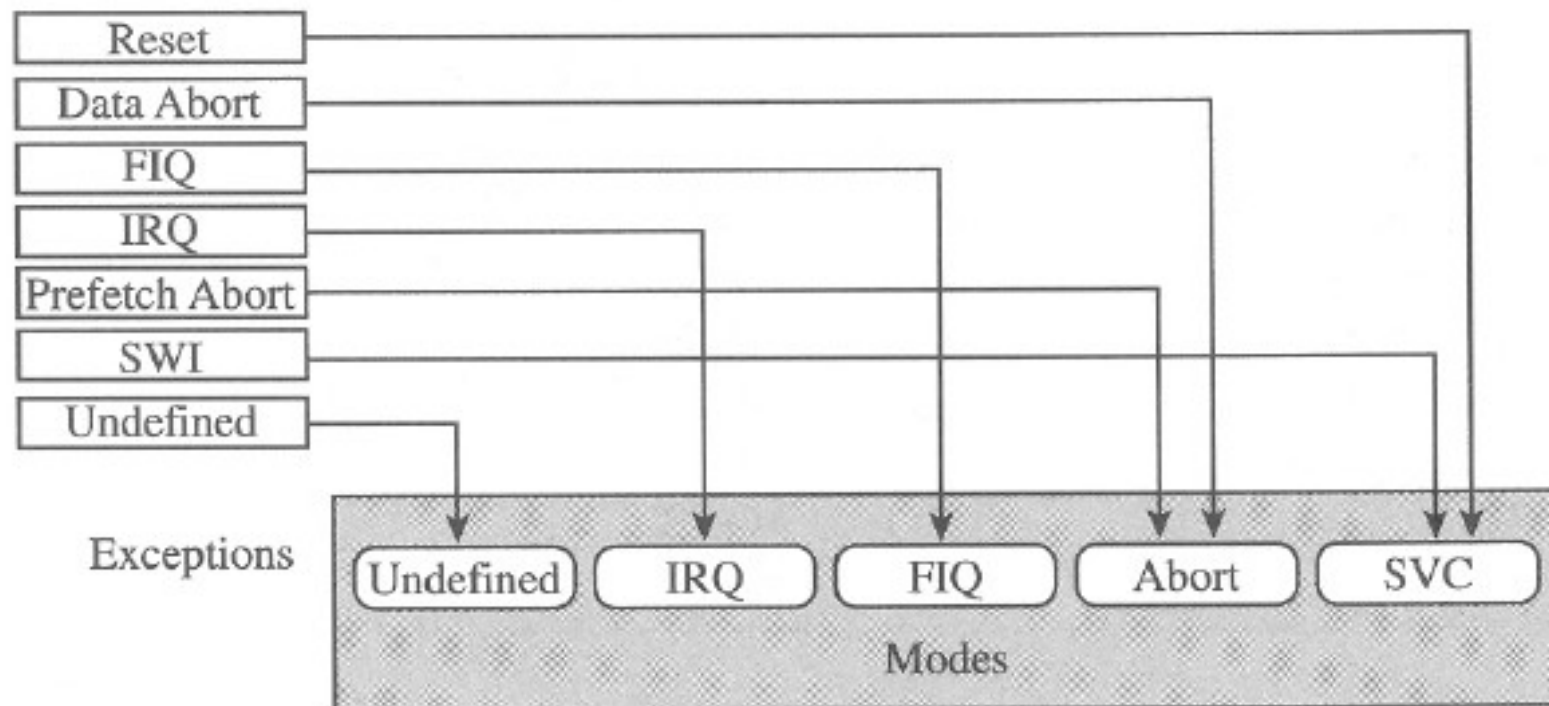 Reset
Data Abort
FIQ
IRQ
Prefetch Abort
SWI
Undefined
Exceptions
Undefined
IRQ
FIQ
Abort
SVC
Modes